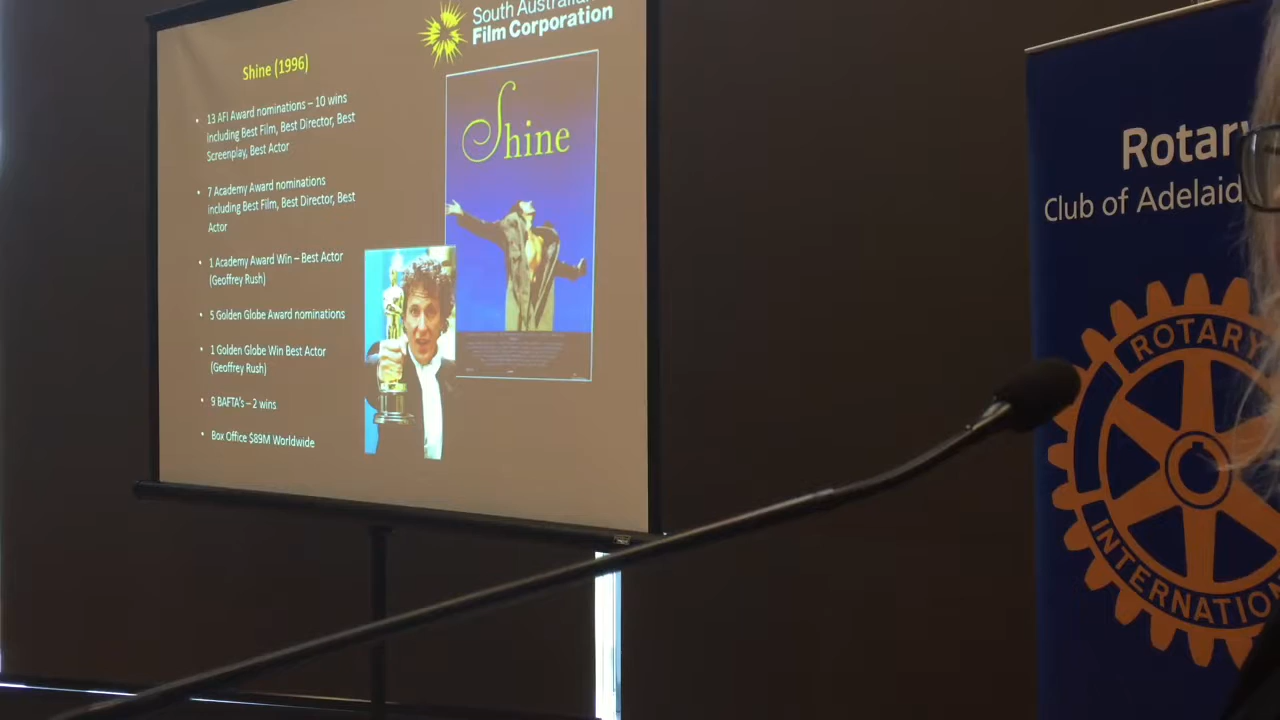 South Australian
Film Corporation
Shine (1996)
13 AFI Award nominations – 10 wins
including Best Film, Best Director, Best
Screenplay, Best Actor
7 Academy Award nominations
including Best Film, Best Director, Best
Actor
1 Academy Award Win – Best Actor
(Geoffrey Rush)
5 Golden Globe Award nominations
1 Golden Globe Win Best Actor
(Geoffrey Rush)
9 BAFTA's – 2 wins
Box Office $89M Worldwide
Shine
Rotary
Club of Adelaid
ROTARY
INTERNATIO